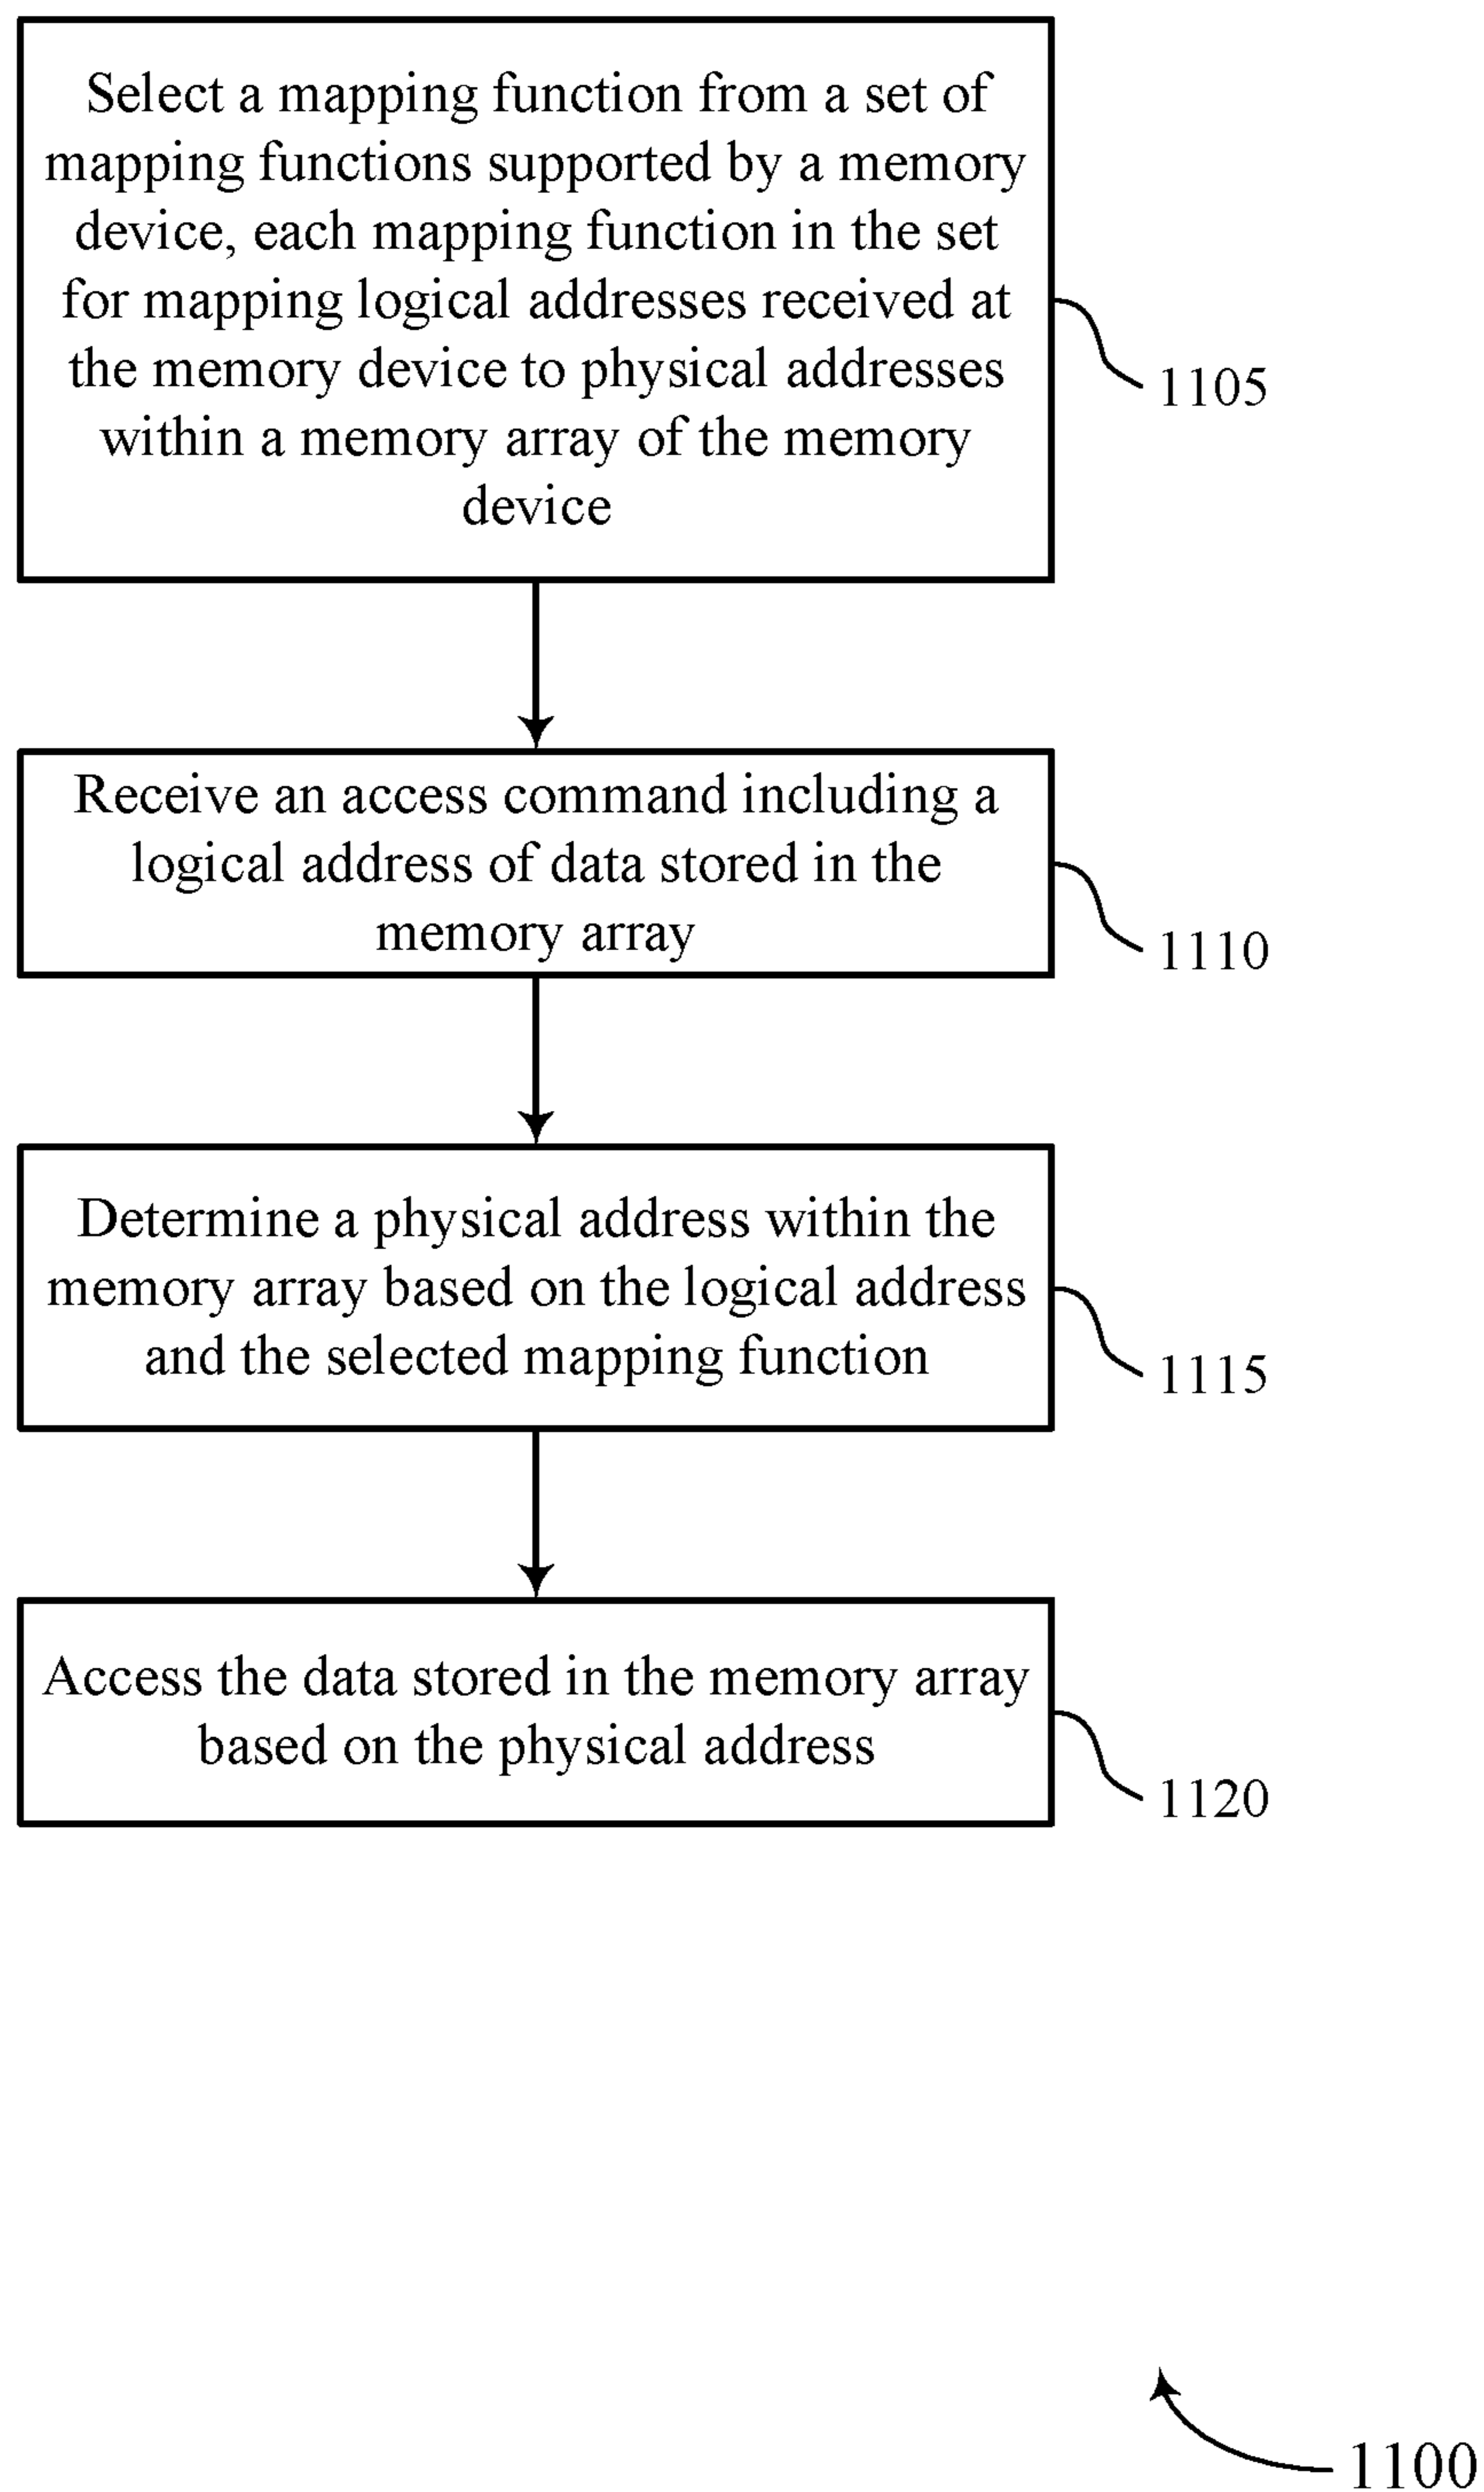 Select a mapping function from a set of
mapping functions supported by a memory
device, each mapping function in the set
for mapping logical addresses received at
the memory device to physical addresses
within a memory array of the memory
device
1105
Receive an access command including a
logical address of data stored in the
memory array
1110
Determine a physical address within the
memory array based on the logical address
and the selected mapping function
1115
Access the data stored in the memory array
based on the physical address
1120
1100